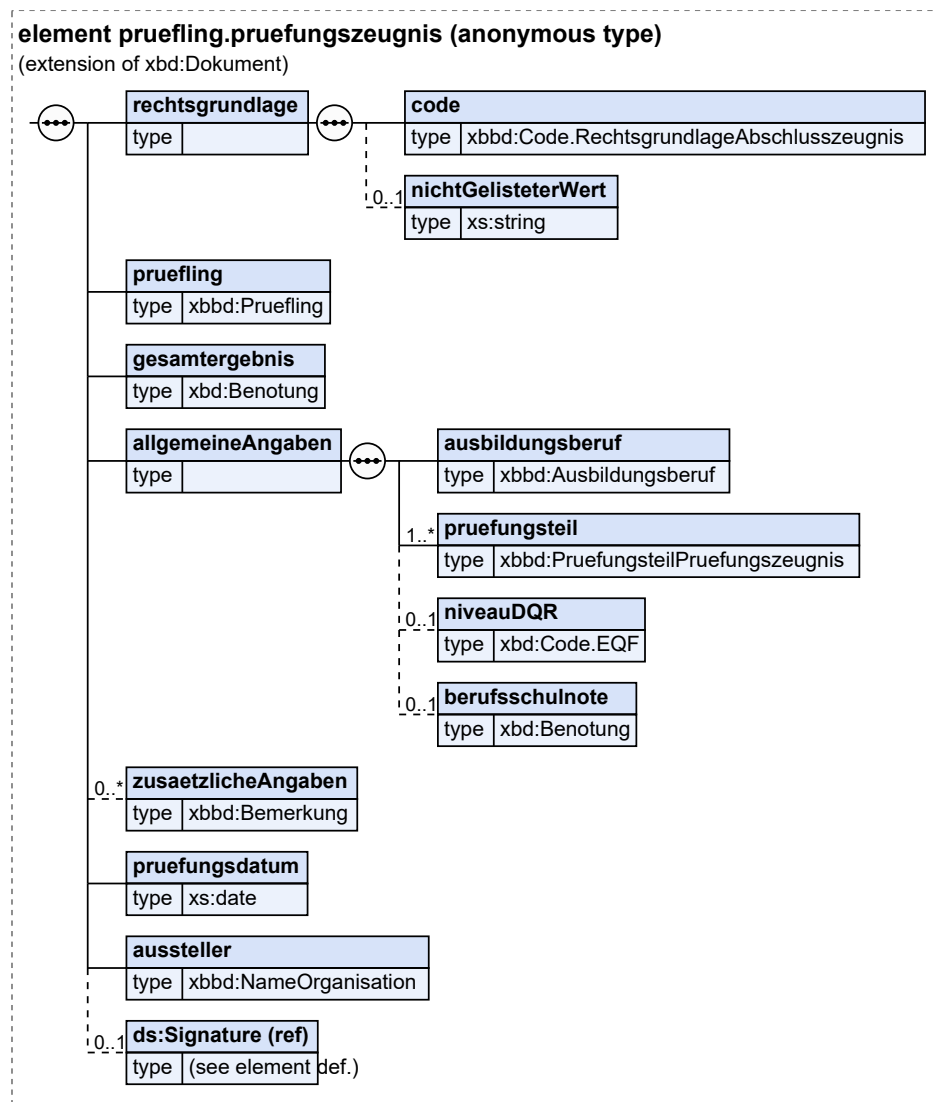 element pruefling.pruefungszeugnis (anonymous type)
(extension of xbd:Dokument)
rechtsgrundlage
type
code
type xbbd:Code.RechtsgrundlageAbschlusszeugnis
0..1
nichtGelisteterWert
type xs:string
pruefling
type xbbd:Pruefling
gesamtergebnis
type xbd:Benotung
allgemeineAngaben
type
ausbildungsberuf
type xbbd:Ausbildungsberuf
1..*
pruefungsteil
type xbbd:PruefungsteilPruefungszeugnis
0..1
niveauDQR
type xbd:Code.EQF
0..1
berufsschulnote
type xbd:Benotung
0..*
zusaetzlicheAngaben
type xbbd:Bemerkung
pruefungsdatum
type xs:date
aussteller
type xbbd:NameOrganisation
0..1
ds:Signature (ref)
type (see element def.)